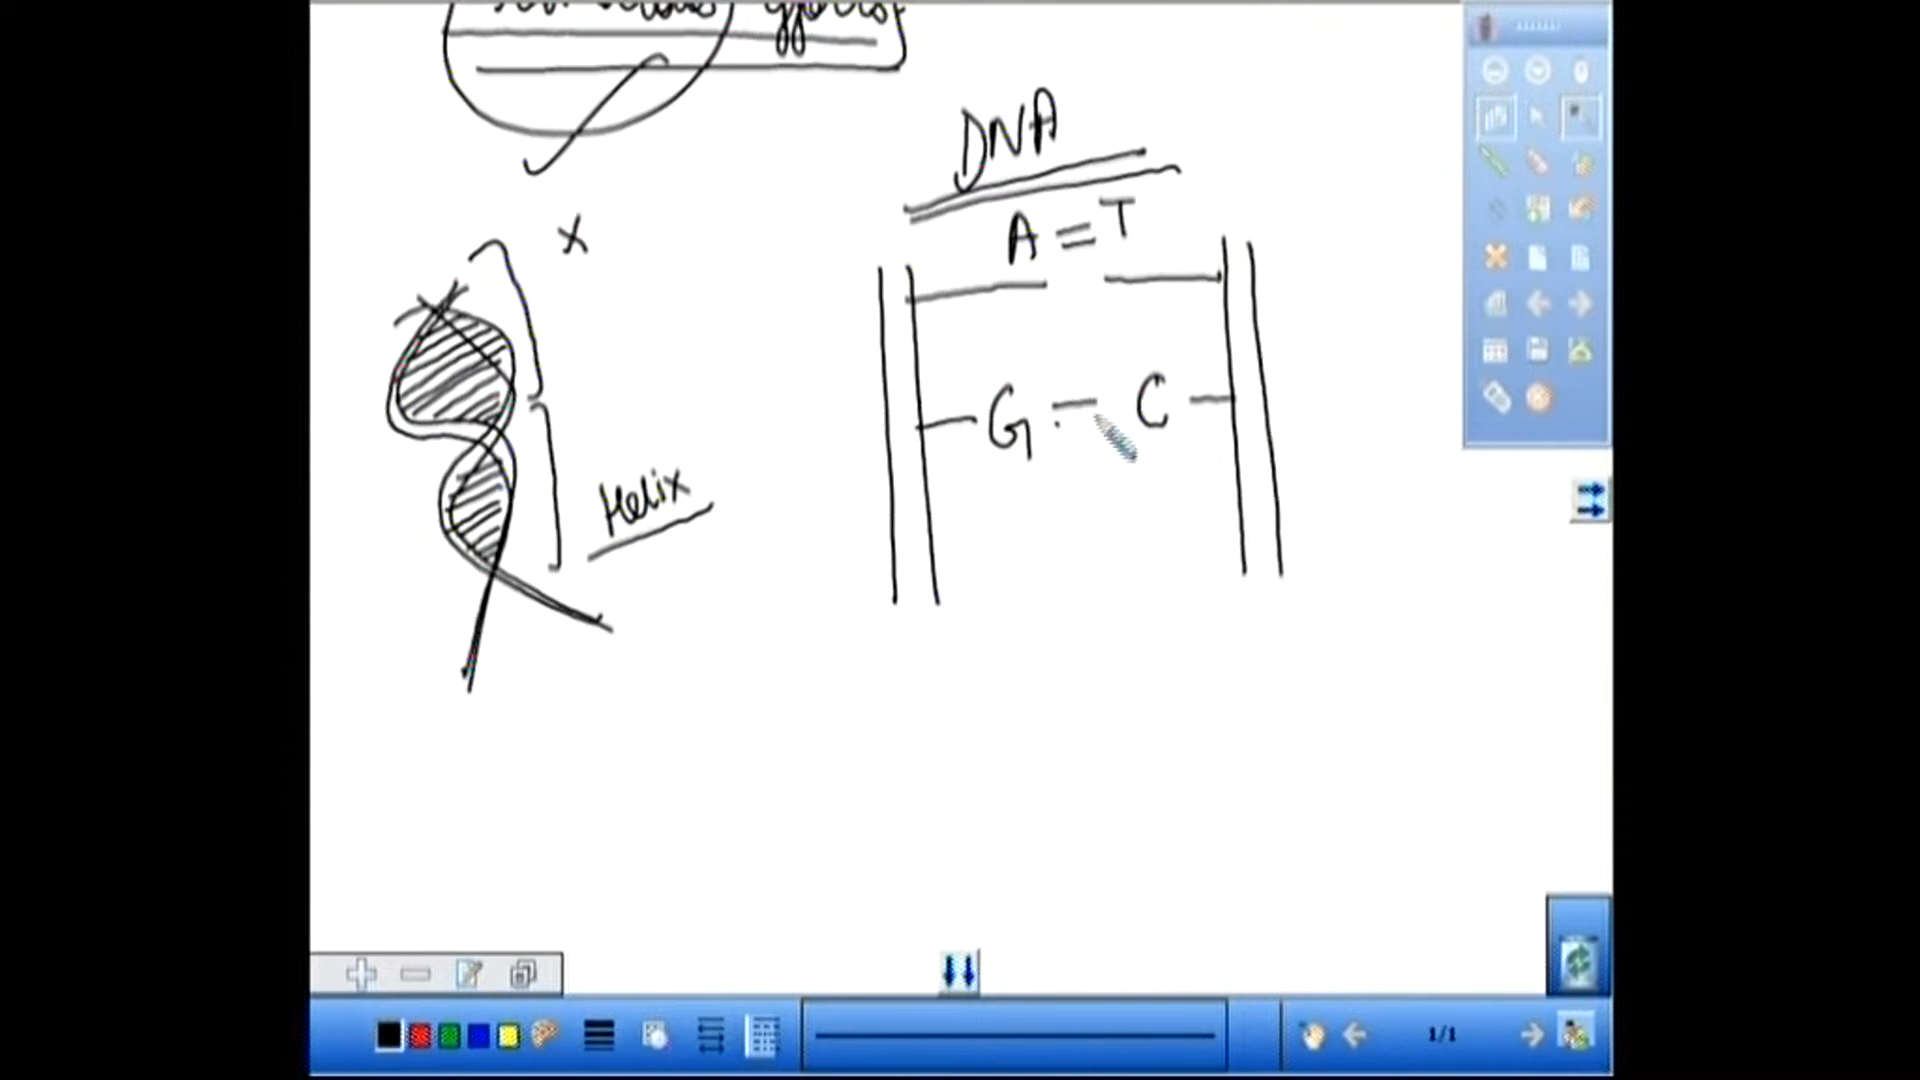 DNA
X
A = T
G - C
Helix
1/1